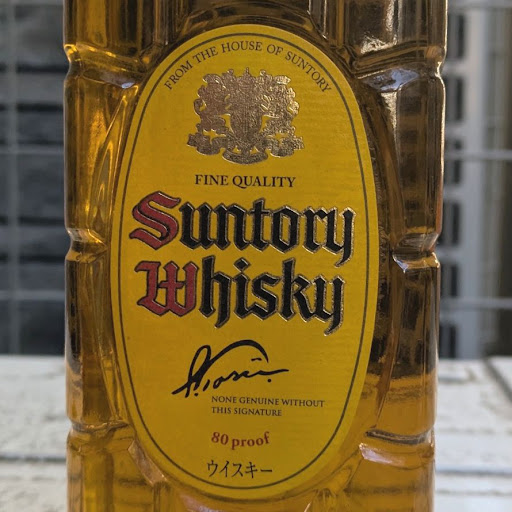 FROM THE HOUSE OF SUNTORY
FINE QUALITY
Suntory
Whisky
NONE GENUINE WITHOUT
THIS SIGNATURE
80 proof
ウイスキー